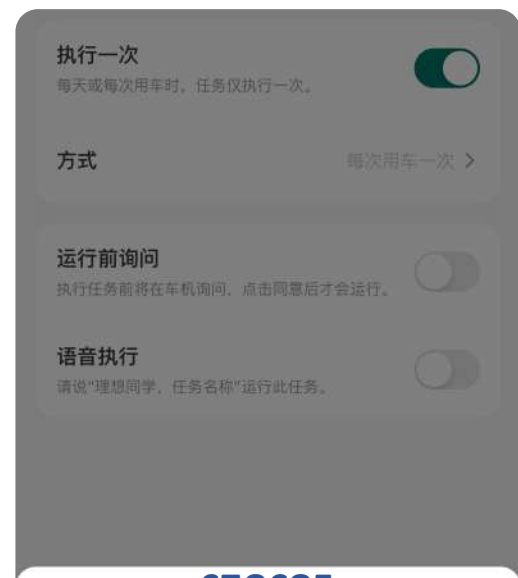 执行一次
每天或每次用车时，任务仅执行一次。
方式
每次用车一次 >
运行前询问
执行任务前将在车机询问，点击同意后才会运行。
语音执行
请说“理想同学，任务名称”运行此任务。